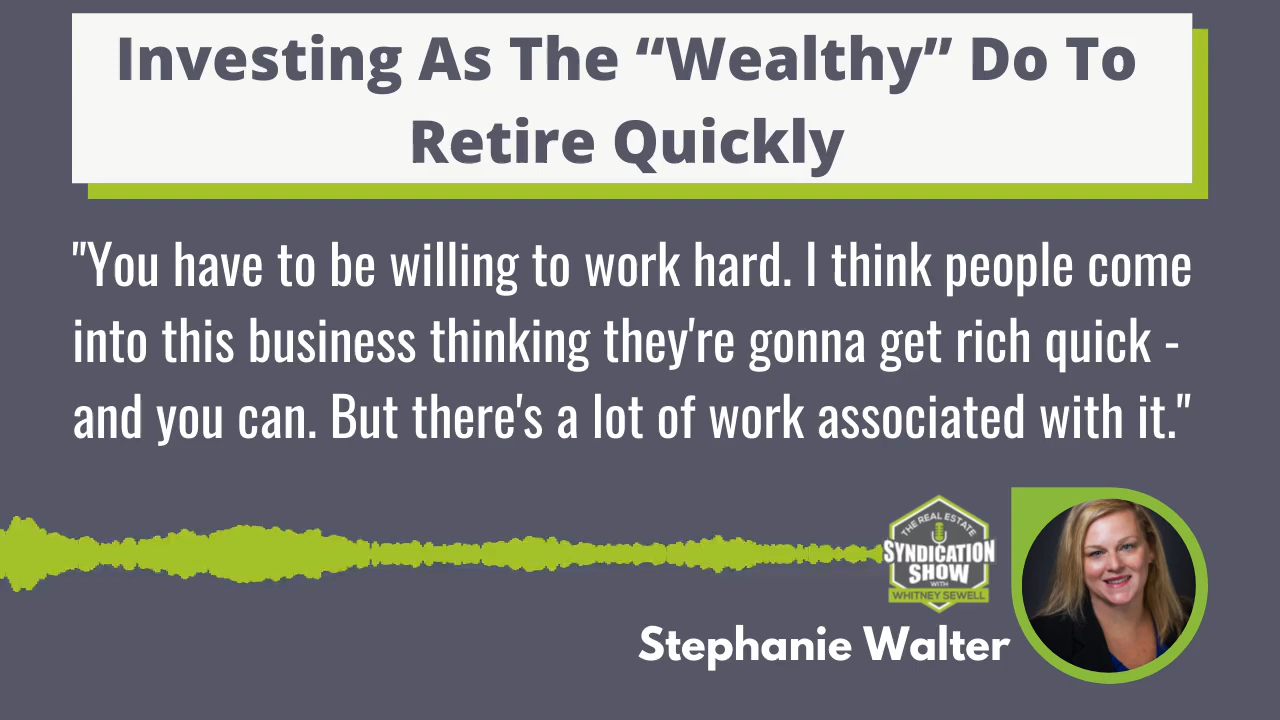 Investing As The “Wealthy” Do To
Retire Quickly
"You have to be willing to work hard. I think people come
into this business thinking they're gonna get rich quick -
and you can. But there's a lot of work associated with it."
THE REAL ESTATE
SYNDICATION
SHOW
WITH
WHITNEY SEWELL
Stephanie Walter